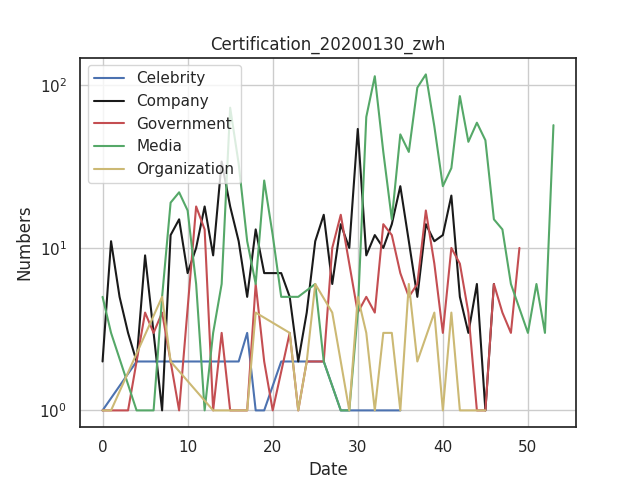 Certification_20200130_zwh
Celebrity
Company
Government
Media
Organization
10²
10¹
10⁰
Numbers
0 10 20 30 40 50
Date